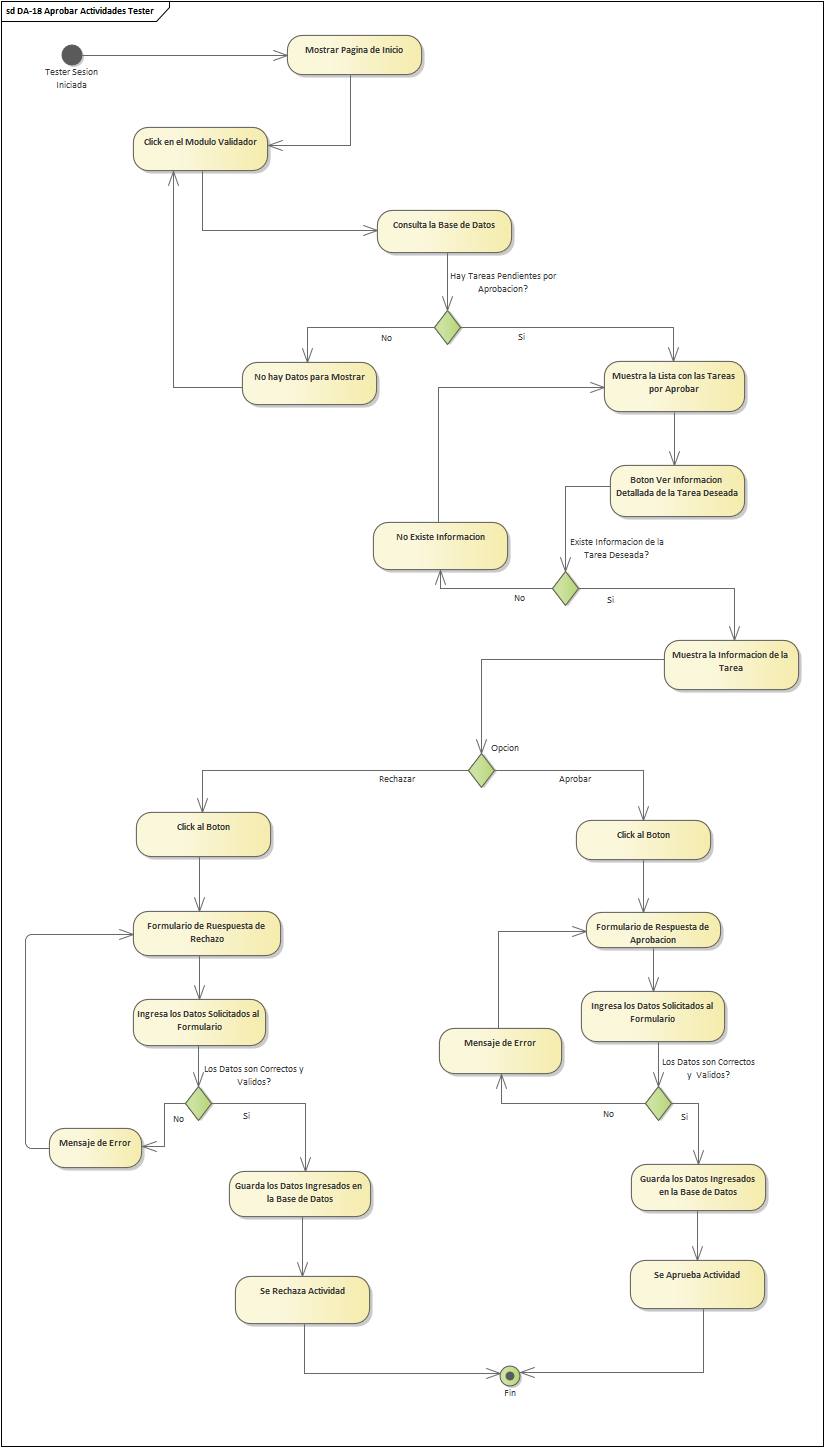 sd DA-18 Aprobar Actividades Tester
Mostrar Pagina de Inicio
Tester Sesion
Iniciada
Click en el Modulo Validador
Consulta la Base de Datos
Hay Tareas Pendientes por
Aprobacion?
No
Si
No hay Datos para Mostrar
Muestra la Lista con las Tareas
por Aprobar
Boton Ver Informacion
Detallada de la Tarea Deseada
No Existe Informacion
Existe Informacion de la
Tarea Deseada?
No
Si
Muestra la Informacion de la
Tarea
Opcion
Rechazar
Aprobar
Click al Boton
Click al Boton
Formulario de Ruespuesta de
Rechazo
Formulario de Respuesta de
Aprobacion
Ingresa los Datos Solicitados al
Formulario
Ingresa los Datos Solicitados al
Formulario
Mensaje de Error
Los Datos son Correctos y
Validos?
Los Datos son Correctos
y Validos?
No
Si
No
Si
Mensaje de Error
Guarda los Datos Ingresados en
la Base de Datos
Guarda los Datos Ingresados
en la Base de Datos
Se Rechaza Actividad
Se Aprueba Actividad
Fin